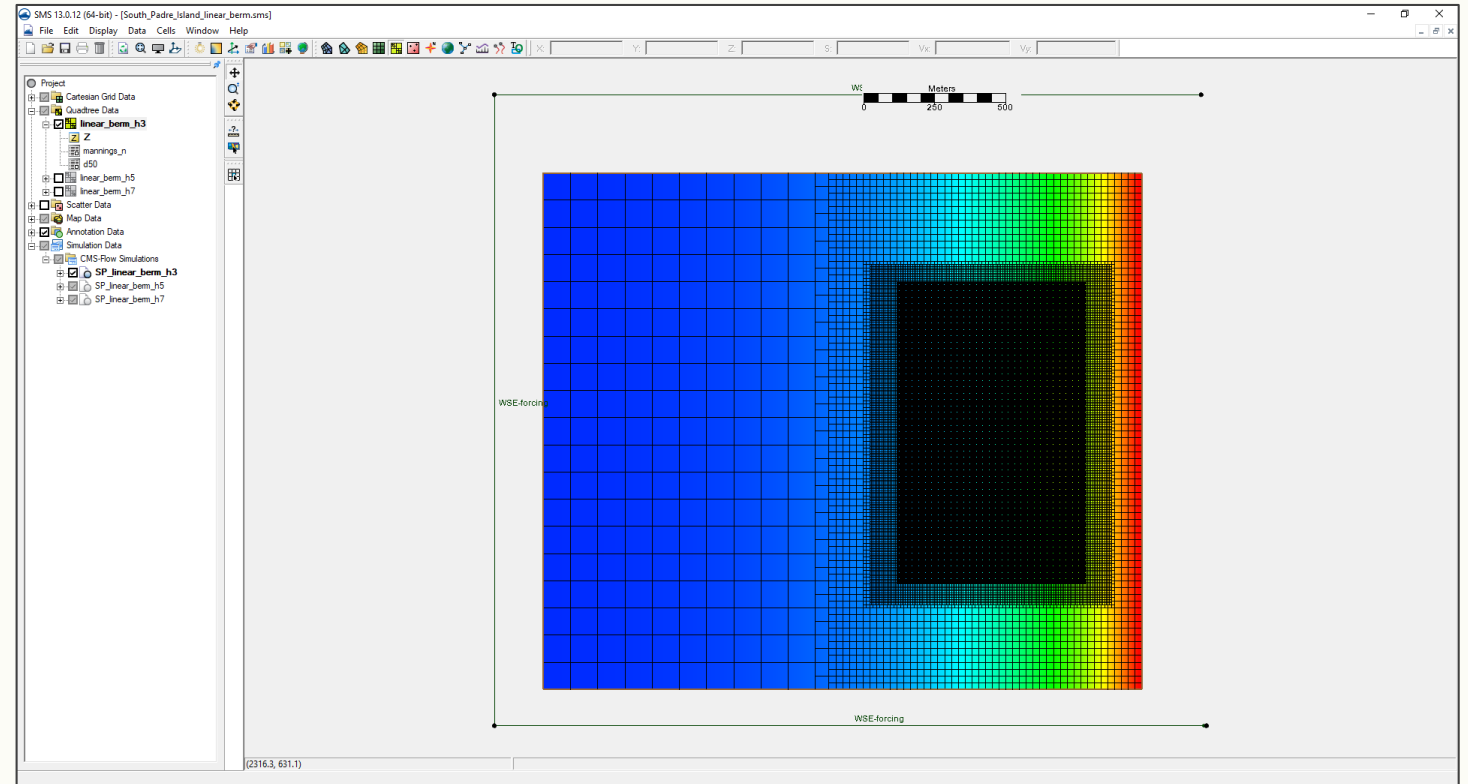 SMS 13.0.12 (64-bit) - [South_Padre_Island_linear_berm.sms]
File Edit Display Data Cells Window Help
X: Y: Z: S: Vx: Vy:
Project
Cartesian Grid Data
Quadtree Data
linear_berm_h3
Z
mannings_n
d50
linear_berm_h5
linear_berm_h7
Scatter Data
Map Data
Annotation Data
Simulation Data
CMS-Flow Simulations
SP_linear_berm_h3
SP_linear_berm_h5
SP_linear_berm_h7
WS
Meters
0 250 500
WSE-forcing
WSE-forcing
(2316.3, 631.1)